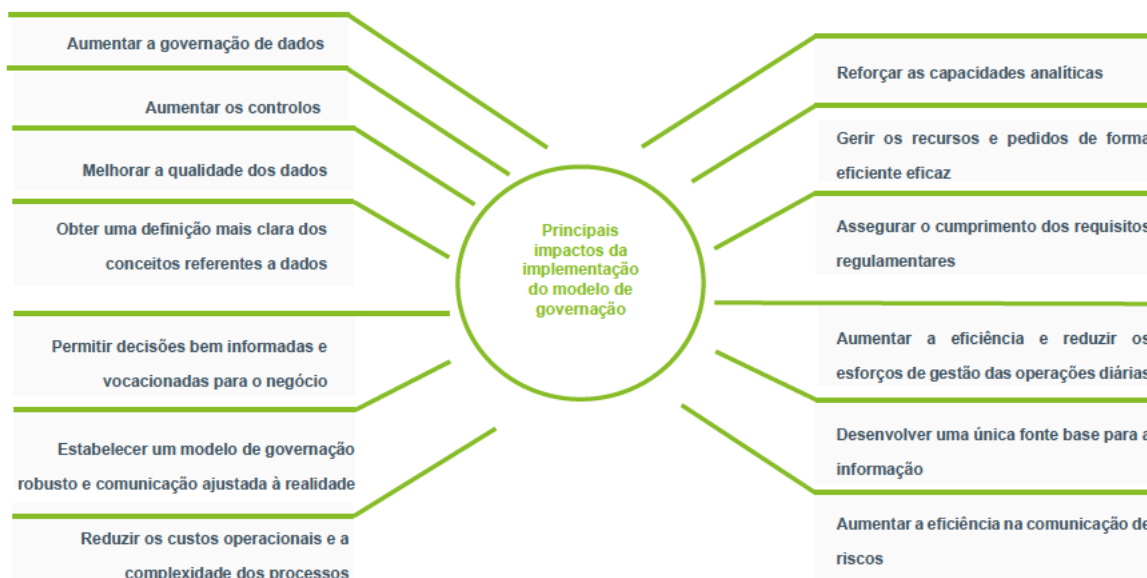 Aumentar a governação de dados
Aumentar os controlos
Melhorar a qualidade dos dados
Obter uma definição mais clara dos
conceitos referentes a dados
Permitir decisões bem informadas e
vocacionadas para o negócio
Estabelecer um modelo de governação
robusto e comunicação ajustada à realidade
Reduzir os custos operacionais e a
complexidade dos processos
Principais
impactos da
implementação
do modelo de
governação
Reforçar as capacidades analíticas
Gerir os recursos e pedidos de forma
eficiente eficaz
Assegurar o cumprimento dos requisitos
regulamentares
Aumentar a eficiência e reduzir os
esforços de gestão das operações diárias
Desenvolver uma única fonte base para a
informação
Aumentar a eficiência na comunicação de
riscos